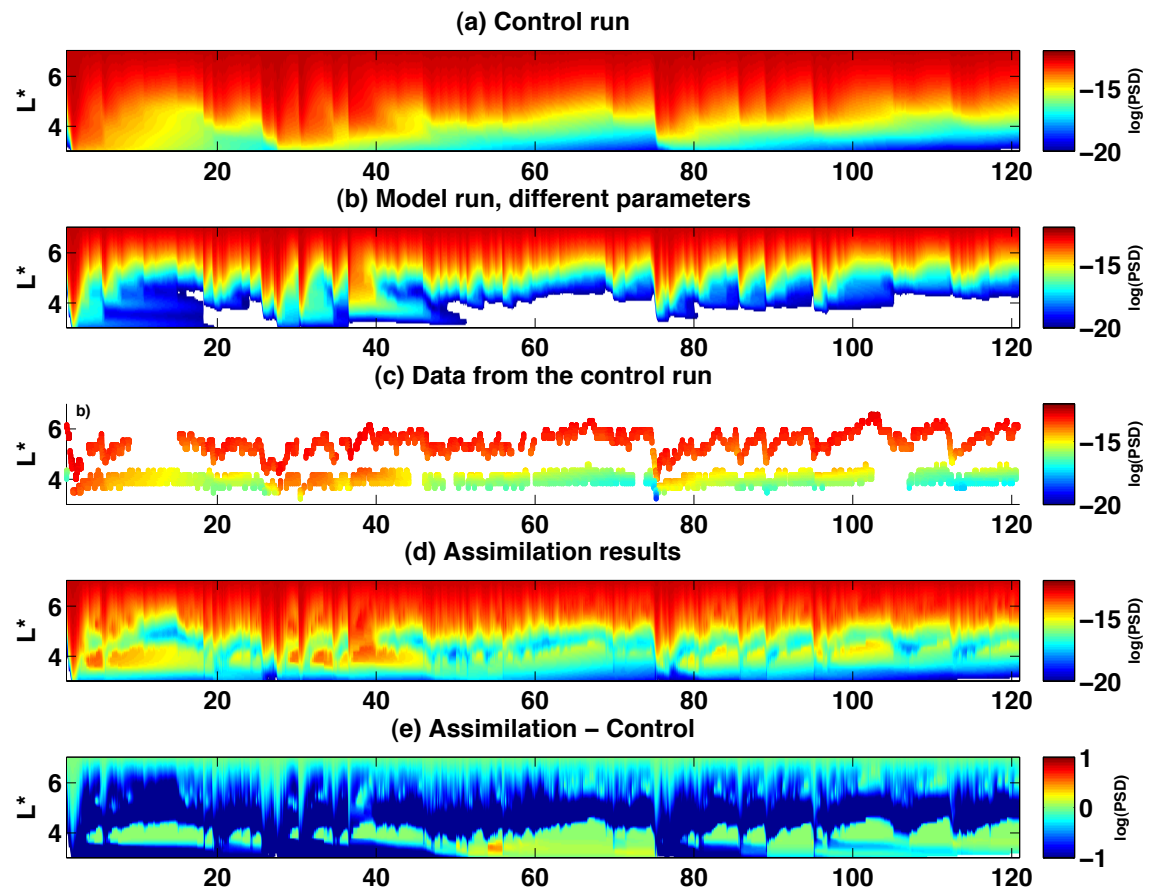 (a) Control run
L*
6
4
20 40 60 80 100 120
−15
−20
log(PSD)
(b) Model run, different parameters
L*
6
4
20 40 60 80 100 120
−15
−20
log(PSD)
(c) Data from the control run
b)
L*
6
4
20 40 60 80 100 120
−15
−20
log(PSD)
(d) Assimilation results
L*
6
4
20 40 60 80 100 120
−15
−20
log(PSD)
(e) Assimilation − Control
L*
6
4
20 40 60 80 100 120
1
0
−1
log(PSD)